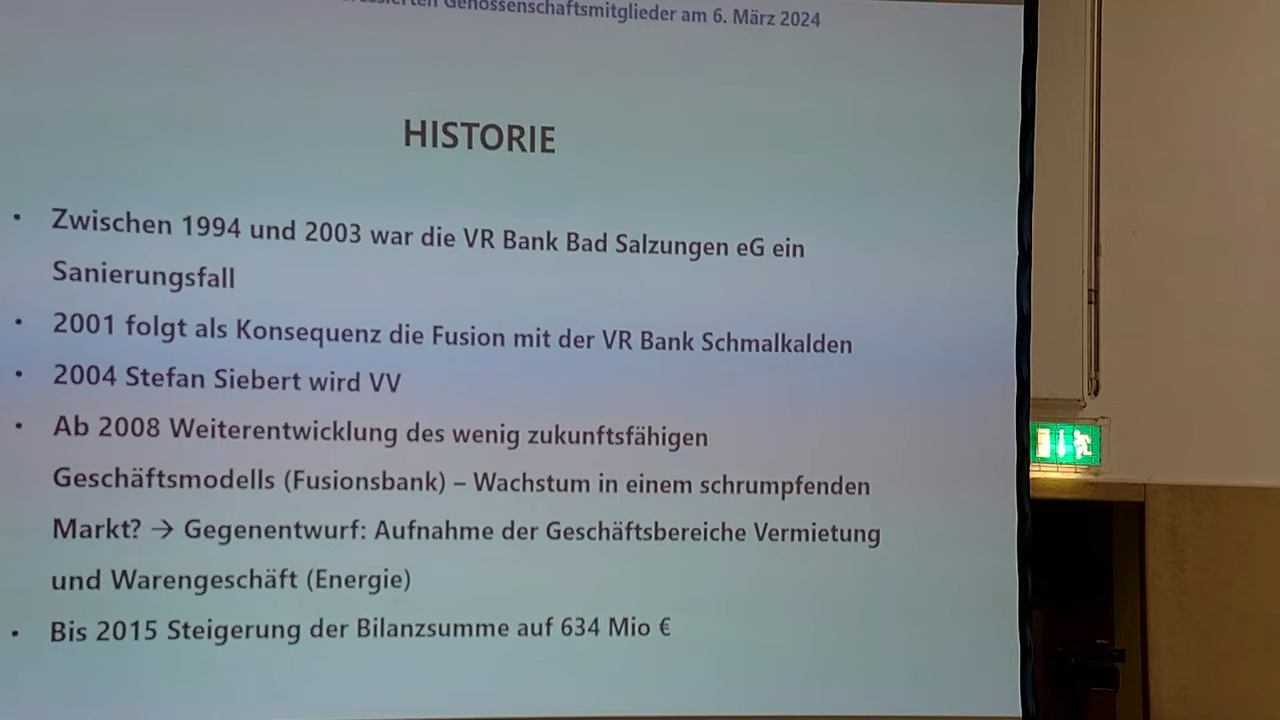 Genossenschaftsmitglieder am 6. März 2024
HISTORIE
• Zwischen 1994 und 2003 war die VR Bank Bad Salzungen eG ein
Sanierungsfall
• 2001 folgt als Konsequenz die Fusion mit der VR Bank Schmalkalden
• 2004 Stefan Siebert wird VV
• Ab 2008 Weiterentwicklung des wenig zukunftsfähigen
Geschäftsmodells (Fusionsbank) – Wachstum in einem schrumpfenden
Markt? → Gegenentwurf: Aufnahme der Geschäftsbereiche Vermietung
und Warengeschäft (Energie)
• Bis 2015 Steigerung der Bilanzsumme auf 634 Mio €